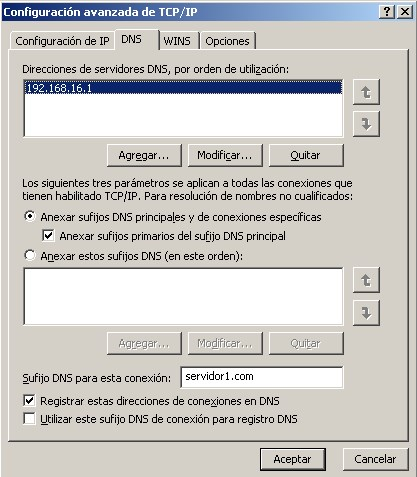 Configuración avanzada de TCP/IP
Configuración de IP DNS WINS Opciones
Direcciones de servidores DNS, por orden de utilización:
192.168.16.1
Agregar... Modificar... Quitar
Los siguientes tres parámetros se aplican a todas las conexiones que
tienen habilitado TCP/IP. Para resolución de nombres no cualificados:
Anexar sufijos DNS principales y de conexiones específicas
Anexar sufijos primarios del sufijo DNS principal
Anexar estos sufijos DNS (en este orden):
Agregar... Modificar... Quitar
Sufijo DNS para esta conexión: servidor1.com
Registrar estas direcciones de conexiones en DNS
Utilizar este sufijo DNS de conexión para registro DNS
Aceptar Cancelar